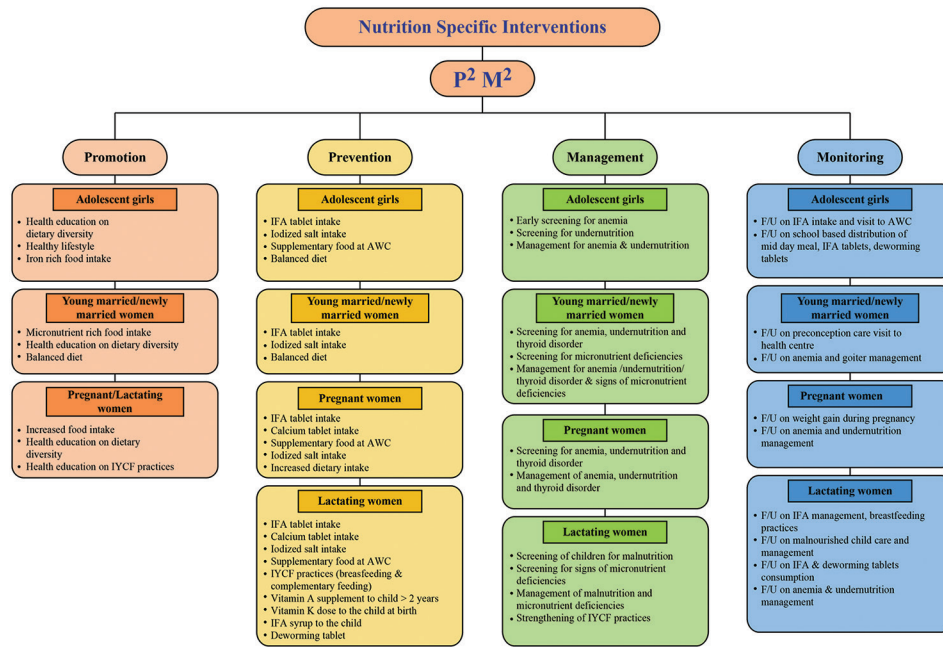 Nutrition Specific Interventions
P² M²
Promotion
Adolescent girls
• Health education on
dietary diversity
• Healthy lifestyle
• Iron rich food intake
Young married/newly
married women
• Micronutrient rich food intake
• Health education on dietary diversity
• Balanced diet
Pregnant/Lactating
women
• Increased food intake
• Health education on dietary
diversity
• Health education on IYCF practices
Prevention
Adolescent girls
• IFA tablet intake
• Iodized salt intake
• Supplementary food at AWC
• Balanced diet
Young married/newly
married women
• IFA tablet intake
• Iodized salt intake
• Balanced diet
Pregnant women
• IFA tablet intake
• Calcium tablet intake
• Supplementary food at AWC
• Iodized salt intake
• Increased dietary intake
Lactating women
• IFA tablet intake
• Calcium tablet intake
• Iodized salt intake
• Supplementary food at AWC
• IYCF practices (breasfeeding &
complementary feeding)
• Vitamin A supplement to child > 2 years
• Vitamin K dose to the child at birth
• IFA syrup to the child
• Deworming tablet
Management
Adolescent girls
• Early screening for anemia
• Screening for undernutrition
• Management for anemia & undernutrition
Young married/newly
married women
• Screening for anemia, undernutrition and
thyroid disorder
• Screening for micronutrient deficiencies
• Management for anemia /undernutrition/
thyroid disorder & signs of micronutrient
deficiencies
Pregnant women
• Screening for anemia, undernutrition and
thyroid disorder
• Management of anemia, undernutrition
and thyroid disorder
Lactating women
• Screening of children for malnutrition
• Screening for signs of micronutrient
deficiencies
• Management of malnutrition and
micronutrient deficiencies
• Strengthening of IYCF practices
Monitoring
Adolescent girls
• F/U on IFA intake and visit to AWC
• F/U on school based distribution of
mid day meal, IFA tablets, deworming
tablets
Young married/newly
married women
• F/U on preconception care visit to
health centre
• F/U on anemia and goiter management
Pregnant women
• F/U on weight gain during pregnancy
• F/U on anemia and undernutrition
management
Lactating women
• F/U on IFA management, breastfeeding
practices
• F/U on malnourished child care and
management
• F/U on IFA & deworming tablets
consumption
• F/U on anemia & undernutrition
management